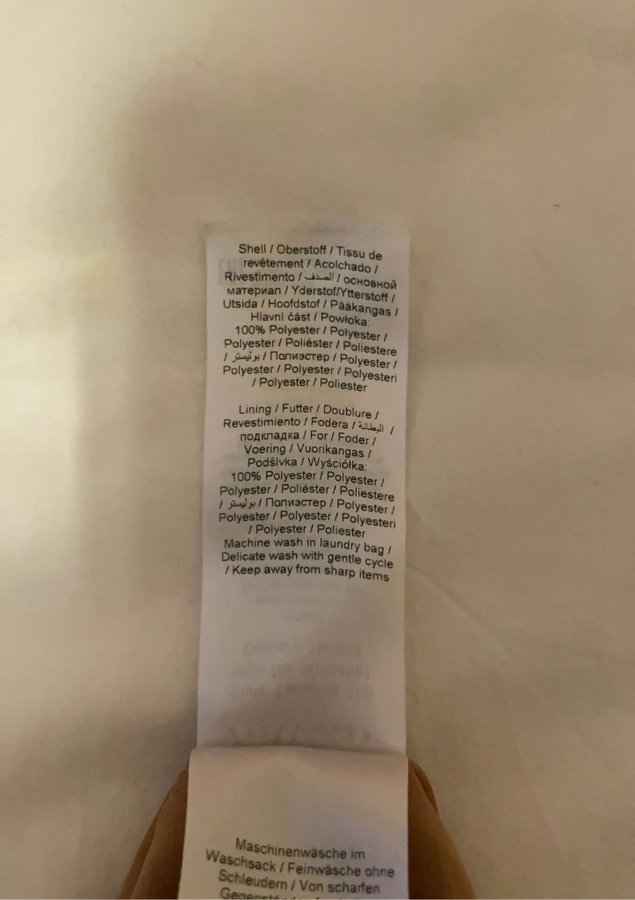 Shell / Oberstoff / Tissu de
revêtement / Acolchado /
Rivestimento / الصدف / основной
материал / Yderstof/Ytterstoff /
Utsida / Hoofdstof / Pääkangas /
Hlavní část / Powłoka:
100% Polyester / Polyester /
Polyester / Poliéster / Poliestere
/ بوليستر / Полиэстер / Polyester /
Polyester / Polyester / Polyesteri
/ Polyester / Poliester
Lining / Futter / Doublure /
Revestimiento / Fodera / البطانة /
подкладка / For / Foder /
Voering / Vuorikangas /
Podšívka / Wyściółka:
100% Polyester / Polyester /
Polyester / Poliéster / Poliestere
/ بوليستر / Полиэстер / Polyester /
Polyester / Polyester / Polyesteri
/ Polyester / Poliester
Machine wash in laundry bag /
Delicate wash with gentle cycle
/ Keep away from sharp items
Maschinenwäsche im
Waschsack / Feinwäsche ohne
Schleudern / Von scharfen